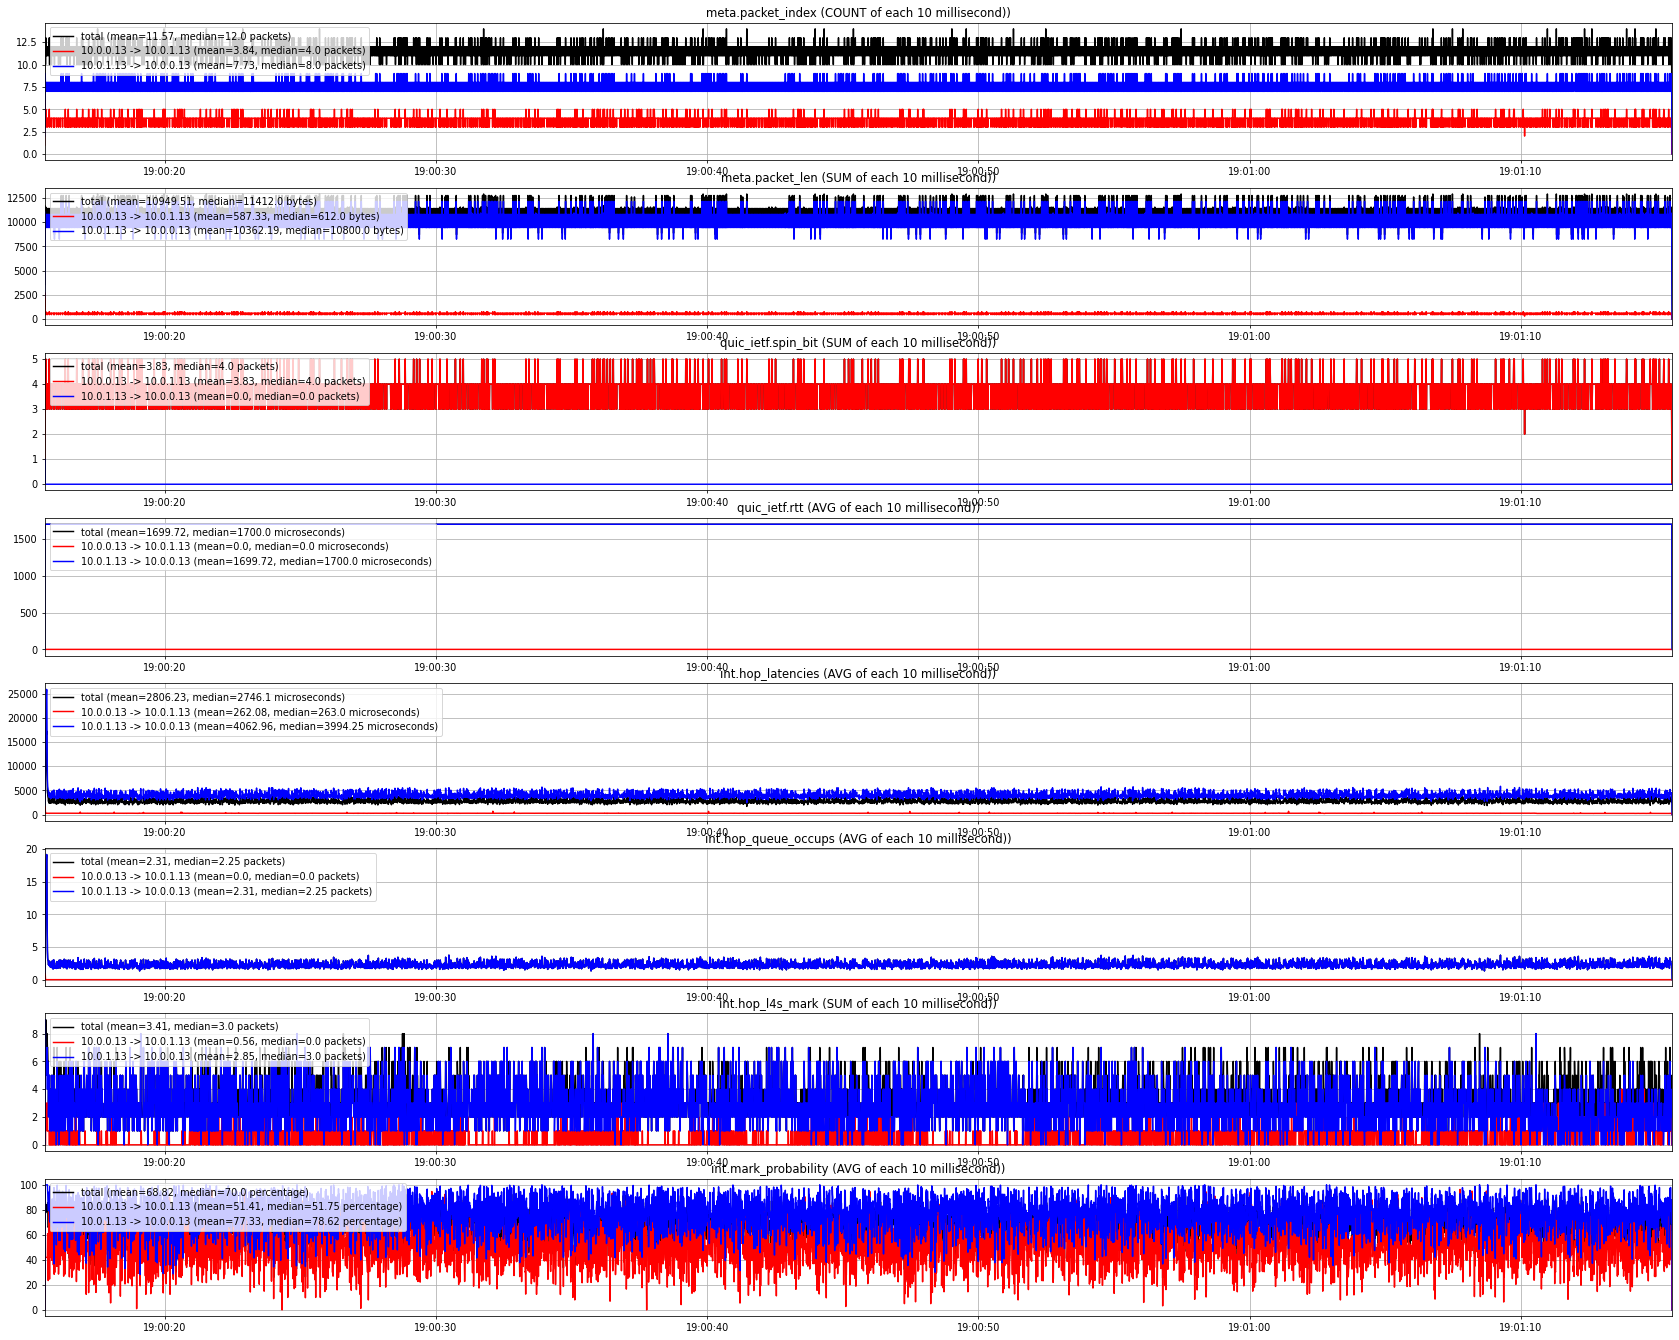 meta.packet_index (COUNT of each 10 millisecond))
total (mean=11.57, median=12.0 packets)
10.0.0.13 -> 10.0.1.13 (mean=3.84, median=4.0 packets)
10.0.1.13 -> 10.0.0.13 (mean=7.73, median=8.0 packets)
12.5
10.0
7.5
5.0
2.5
0.0
19:00:20 19:00:30 19:00:40 19:00:50 19:01:00 19:01:10
meta.packet_len (SUM of each 10 millisecond))
total (mean=10949.51, median=11412.0 bytes)
10.0.0.13 -> 10.0.1.13 (mean=587.33, median=612.0 bytes)
10.0.1.13 -> 10.0.0.13 (mean=10362.19, median=10800.0 bytes)
12500
10000
7500
5000
2500
0
19:00:20 19:00:30 19:00:40 19:00:50 19:01:00 19:01:10
quic_ietf.spin_bit (SUM of each 10 millisecond))
total (mean=3.83, median=4.0 packets)
10.0.0.13 -> 10.0.1.13 (mean=3.83, median=4.0 packets)
10.0.1.13 -> 10.0.0.13 (mean=0.0, median=0.0 packets)
5
4
3
2
1
0
19:00:20 19:00:30 19:00:40 19:00:50 19:01:00 19:01:10
quic_ietf.rtt (AVG of each 10 millisecond))
total (mean=1699.72, median=1700.0 microseconds)
10.0.0.13 -> 10.0.1.13 (mean=0.0, median=0.0 microseconds)
10.0.1.13 -> 10.0.0.13 (mean=1699.72, median=1700.0 microseconds)
1500
1000
500
0
19:00:20 19:00:30 19:00:40 19:00:50 19:01:00 19:01:10
int.hop_latencies (AVG of each 10 millisecond))
total (mean=2806.23, median=2746.1 microseconds)
10.0.0.13 -> 10.0.1.13 (mean=262.08, median=263.0 microseconds)
10.0.1.13 -> 10.0.0.13 (mean=4062.96, median=3994.25 microseconds)
25000
20000
15000
10000
5000
0
19:00:20 19:00:30 19:00:40 19:00:50 19:01:00 19:01:10
int.hop_queue_occups (AVG of each 10 millisecond))
total (mean=2.31, median=2.25 packets)
10.0.0.13 -> 10.0.1.13 (mean=0.0, median=0.0 packets)
10.0.1.13 -> 10.0.0.13 (mean=2.31, median=2.25 packets)
20
15
10
5
0
19:00:20 19:00:30 19:00:40 19:00:50 19:01:00 19:01:10
int.hop_l4s_mark (SUM of each 10 millisecond))
total (mean=3.41, median=3.0 packets)
10.0.0.13 -> 10.0.1.13 (mean=0.56, median=0.0 packets)
10.0.1.13 -> 10.0.0.13 (mean=2.85, median=3.0 packets)
8
6
4
2
0
19:00:20 19:00:30 19:00:40 19:00:50 19:01:00 19:01:10
int.mark_probability (AVG of each 10 millisecond))
total (mean=68.82, median=70.0 percentage)
10.0.0.13 -> 10.0.1.13 (mean=51.41, median=51.75 percentage)
10.0.1.13 -> 10.0.0.13 (mean=77.33, median=78.62 percentage)
100
80
60
40
20
0
19:00:20 19:00:30 19:00:40 19:00:50 19:01:00 19:01:10